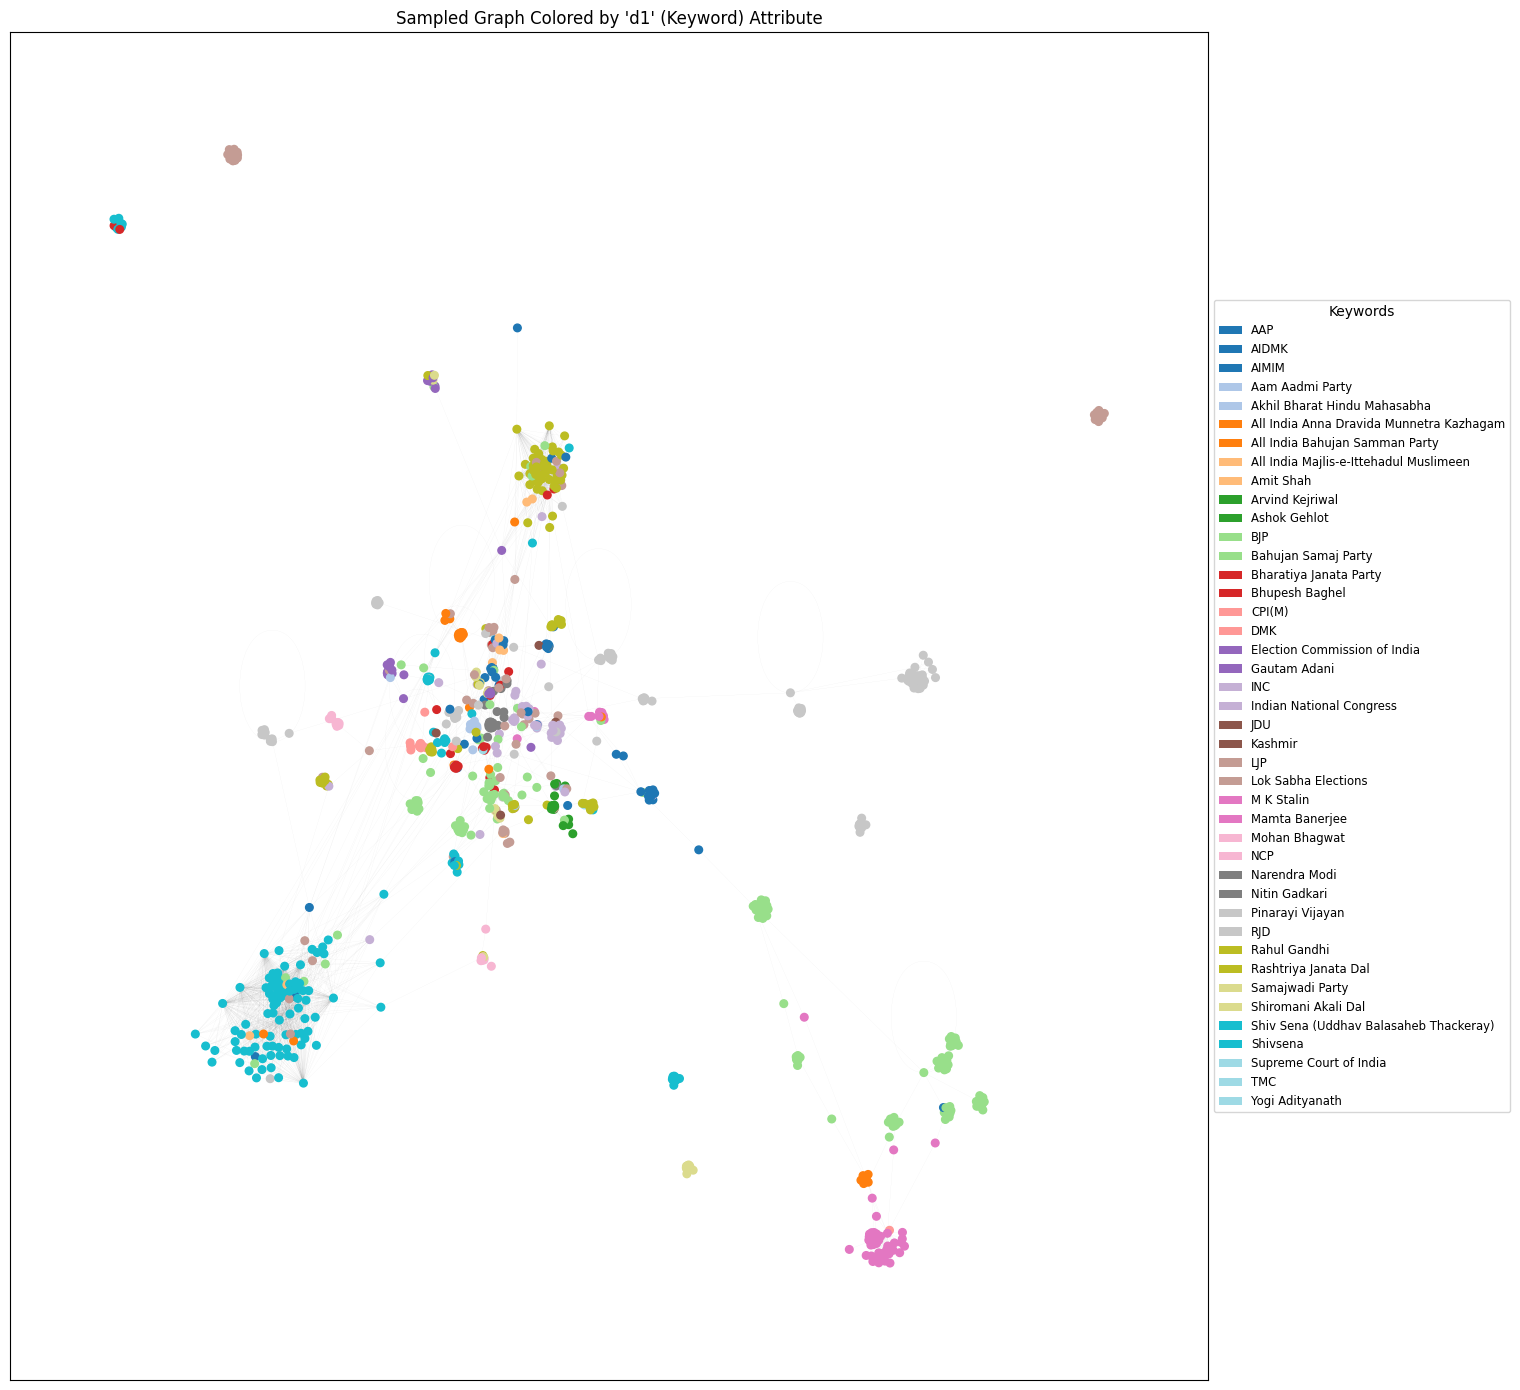 Sampled Graph Colored by 'd1' (Keyword) Attribute
Keywords
AAP
AIDMK
AIMIM
Aam Aadmi Party
Akhil Bharat Hindu Mahasabha
All India Anna Dravida Munnetra Kazhagam
All India Bahujan Samman Party
All India Majlis-e-Ittehadul Muslimeen
Amit Shah
Arvind Kejriwal
Ashok Gehlot
BJP
Bahujan Samaj Party
Bharatiya Janata Party
Bhupesh Baghel
CPI(M)
DMK
Election Commission of India
Gautam Adani
INC
Indian National Congress
JDU
Kashmir
LJP
Lok Sabha Elections
M K Stalin
Mamta Banerjee
Mohan Bhagwat
NCP
Narendra Modi
Nitin Gadkari
Pinarayi Vijayan
RJD
Rahul Gandhi
Rashtriya Janata Dal
Samajwadi Party
Shiromani Akali Dal
Shiv Sena (Uddhav Balasaheb Thackeray)
Shivsena
Supreme Court of India
TMC
Yogi Adityanath